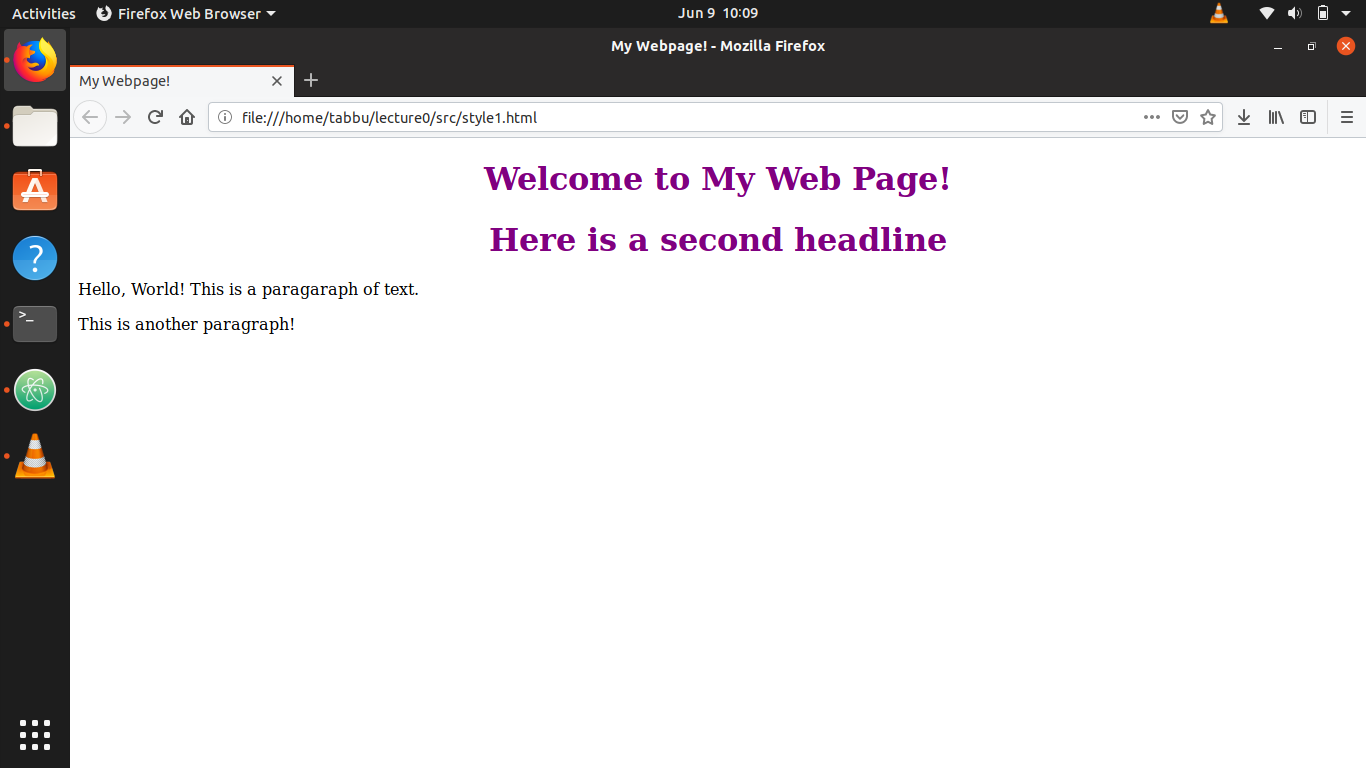 Activities Firefox Web Browser Jun 9 10:09
My Webpage! - Mozilla Firefox
My Webpage!
file:///home/tabbu/lecture0/src/style1.html
Welcome to My Web Page!
Here is a second headline
Hello, World! This is a paragaraph of text.
This is another paragraph!